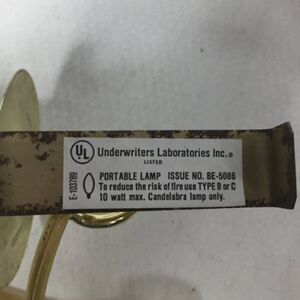 UL Underwriters Laboratories Inc.®
LISTED
E-103789
PORTABLE LAMP ISSUE NO. BE-5086
To reduce the risk of fire use TYPE B or C
10 watt max. Candelabra lamp only.